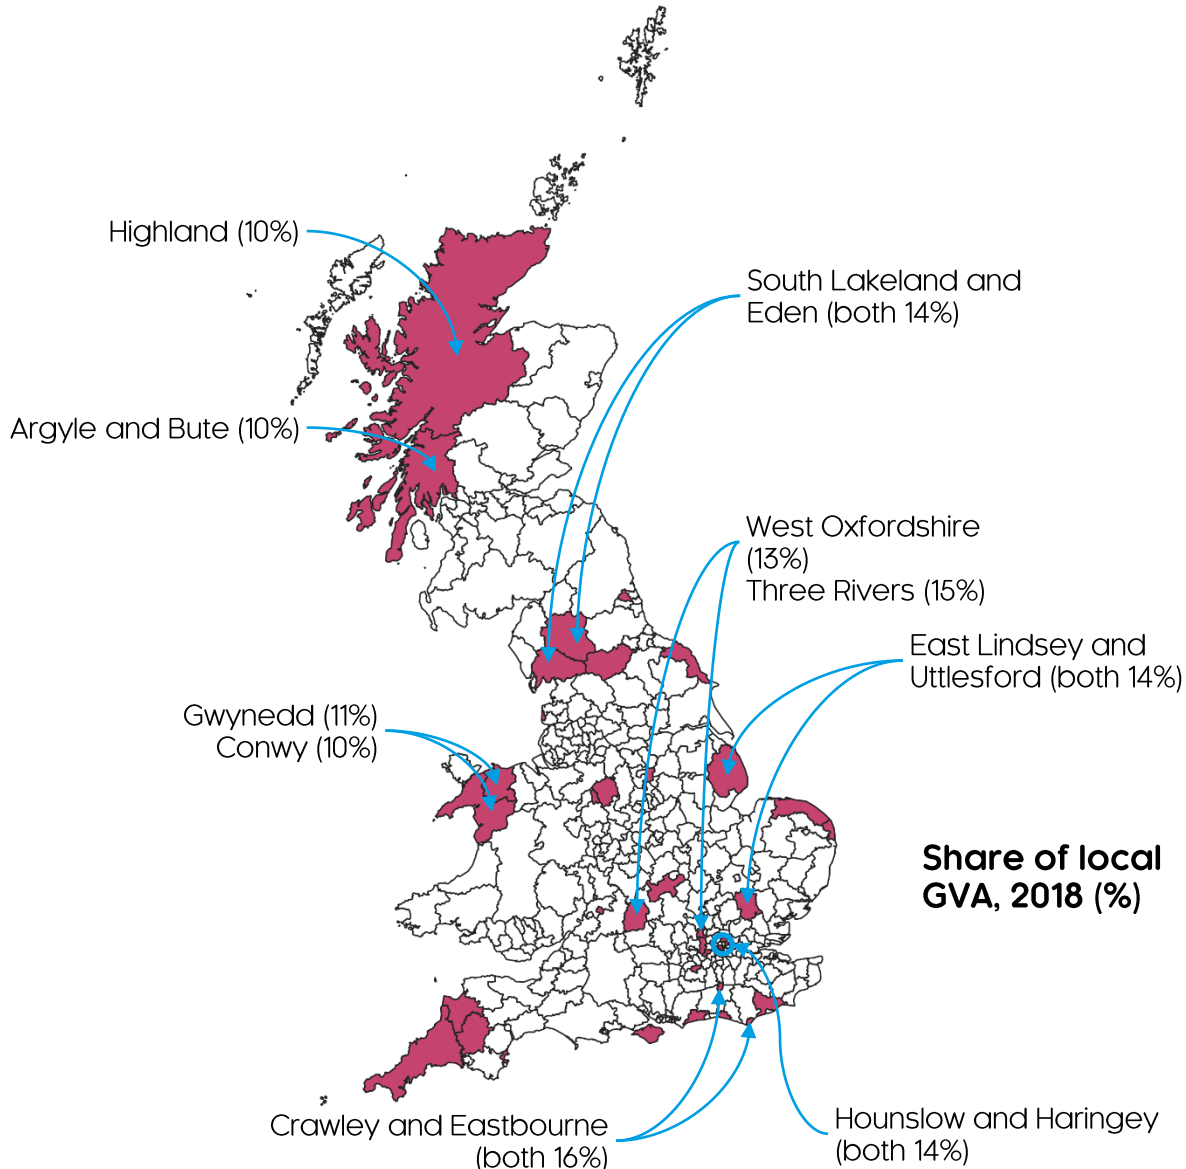 Highland (10%)
South Lakeland and
Eden (both 14%)
Argyle and Bute (10%)
West Oxfordshire
(13%)
Three Rivers (15%)
East Lindsey and
Uttlesford (both 14%)
Gwynedd (11%)
Conwy (10%)
Share of local
GVA, 2018 (%)
Crawley and Eastbourne
(both 16%)
Hounslow and Haringey
(both 14%)